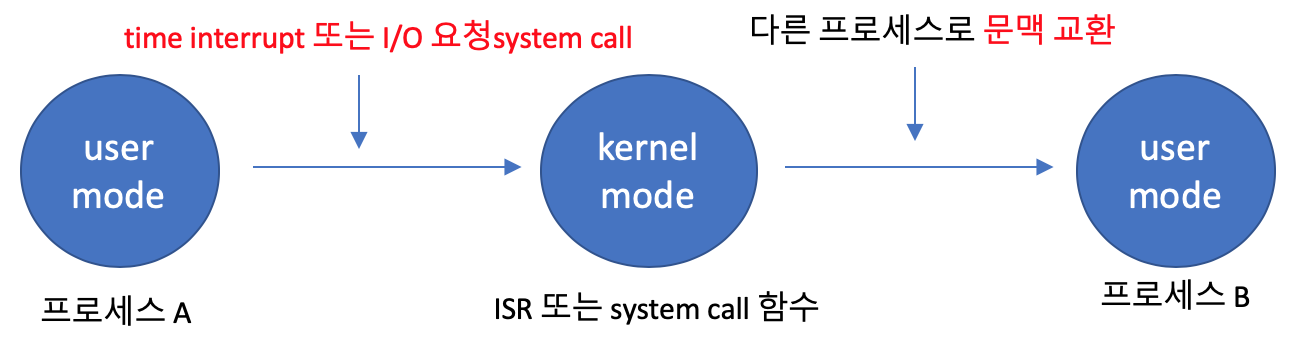 time interrupt 또는 I/O 요청system call
다른 프로세스로 문맥 교환
user
mode
kernel
mode
user
mode
프로세스 A
ISR 또는 system call 함수
프로세스 B